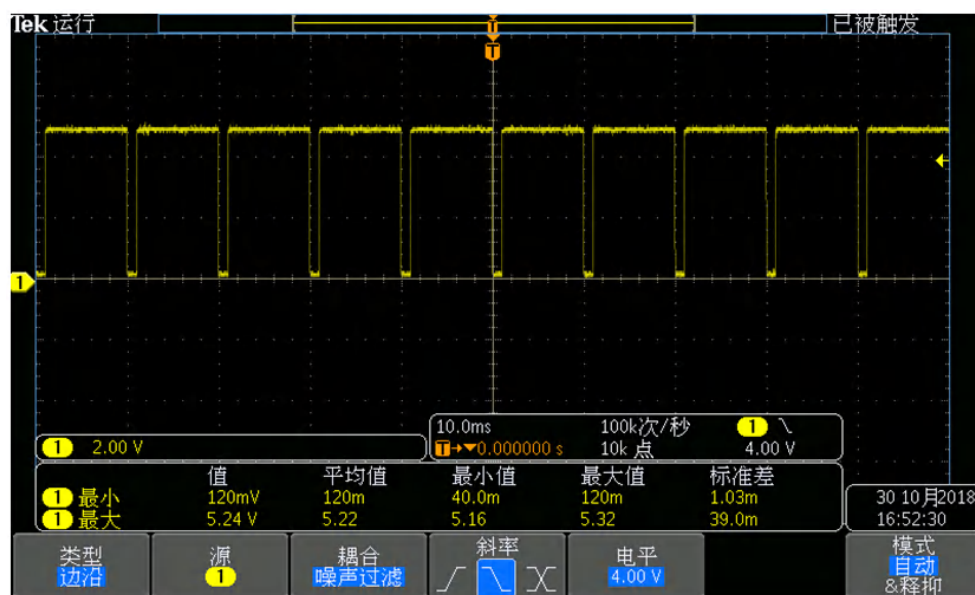 Tek 运行
T
已被触发
T
1
10.0ms 100k次/秒 1
1 2.00 V
T→▼0.000000 s 10k 点 4.00 V
值 平均值 最小值 最大值 标准差
1 最小 120mV 120m 40.0m 120m 1.03m
1 最大 5.24 V 5.22 5.16 5.32 39.0m
30 10月2018
16:52:30
类型 源 耦合 斜率 电平 模式
边沿 1 噪声过滤 4.00 V 自动
&释抑